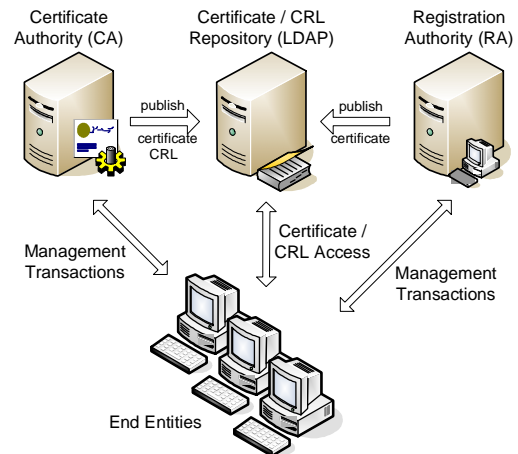 Certificate
Authority (CA)
Certificate / CRL
Repository (LDAP)
Registration
Authority (RA)
publish
certificate
CRL
publish
certificate
Management
Transactions
Certificate /
CRL Access
Management
Transactions
End Entities